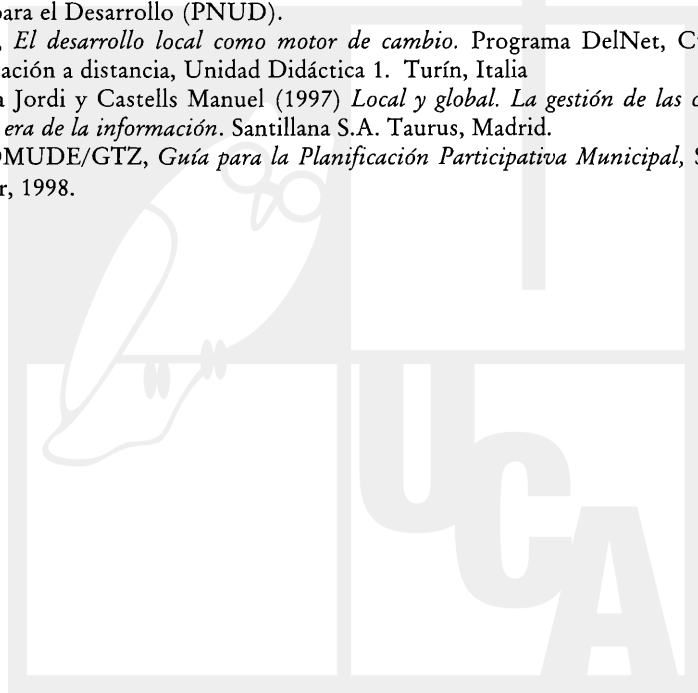 para el Desarrollo (PNUD).
, El desarrollo local como motor de cambio. Programa DelNet, C
ación a distancia, Unidad Didáctica 1. Turín, Italia
a Jordi y Castells Manuel (1997) Local y global. La gestión de las
era de la información. Santillana S.A. Taurus, Madrid.
OMUDE/GTZ, Guía para la Planificación Participativa Municipal, S
r, 1998.
UCA